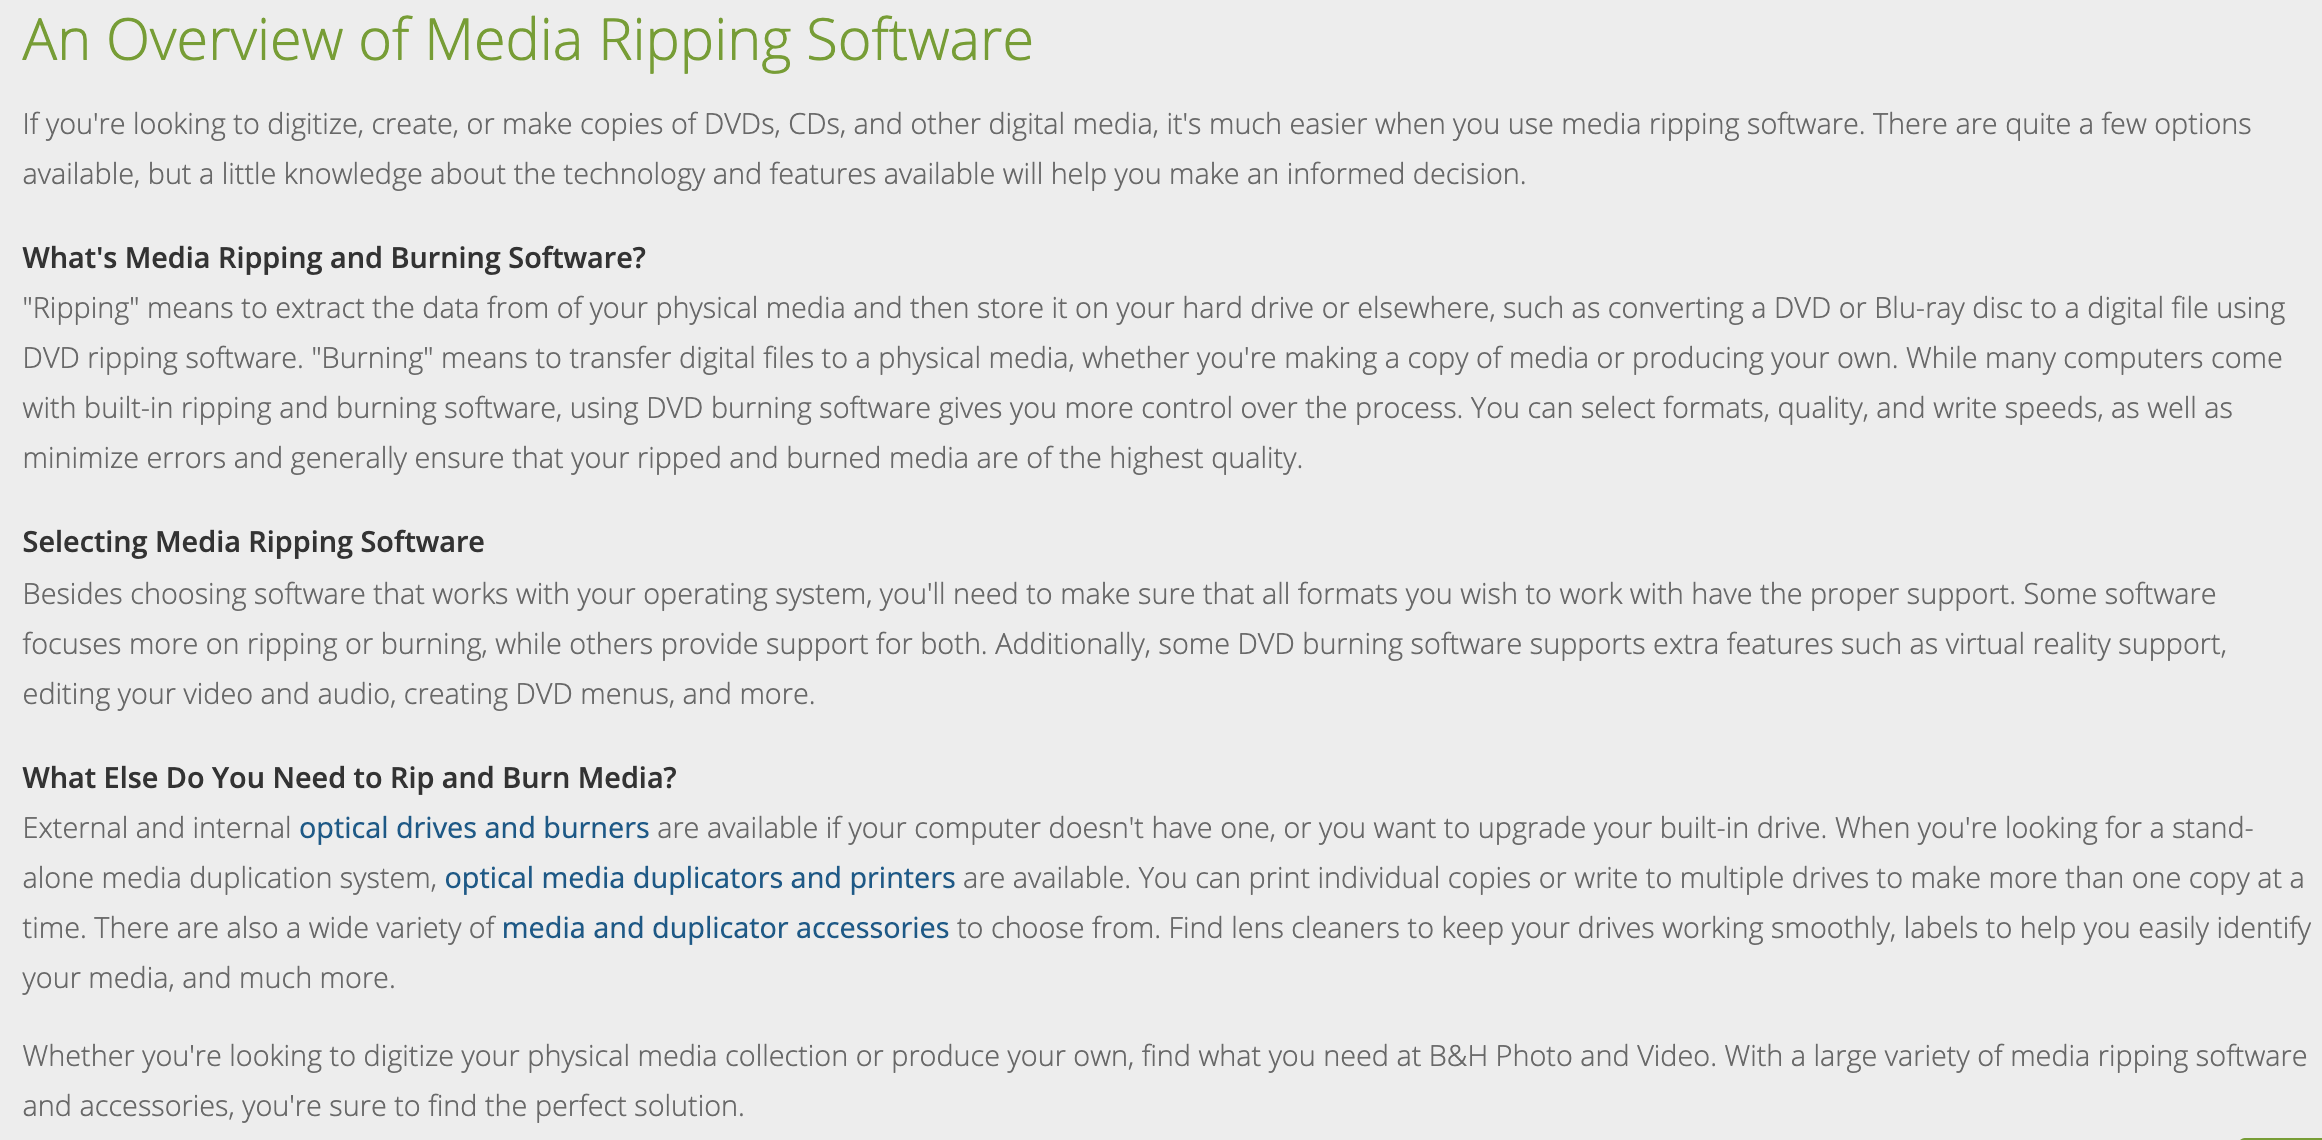 An Overview of Media Ripping Software
If you're looking to digitize, create, or make copies of DVDs, CDs, and other digital media, it's much easier when you use media ripping software. There are quite a few options
available, but a little knowledge about the technology and features available will help you make an informed decision.
What's Media Ripping and Burning Software?
"Ripping" means to extract the data from of your physical media and then store it on your hard drive or elsewhere, such as converting a DVD or Blu-ray disc to a digital file using
DVD ripping software. "Burning" means to transfer digital files to a physical media, whether you're making a copy of media or producing your own. While many computers come
with built-in ripping and burning software, using DVD burning software gives you more control over the process. You can select formats, quality, and write speeds, as well as
minimize errors and generally ensure that your ripped and burned media are of the highest quality.
Selecting Media Ripping Software
Besides choosing software that works with your operating system, you'll need to make sure that all formats you wish to work with have the proper support. Some software
focuses more on ripping or burning, while others provide support for both. Additionally, some DVD burning software supports extra features such as virtual reality support,
editing your video and audio, creating DVD menus, and more.
What Else Do You Need to Rip and Burn Media?
External and internal optical drives and burners are available if your computer doesn't have one, or you want to upgrade your built-in drive. When you're looking for a stand-
alone media duplication system, optical media duplicators and printers are available. You can print individual copies or write to multiple drives to make more than one copy at a
time. There are also a wide variety of media and duplicator accessories to choose from. Find lens cleaners to keep your drives working smoothly, labels to help you easily identify
your media, and much more.
Whether you're looking to digitize your physical media collection or produce your own, find what you need at B&H Photo and Video. With a large variety of media ripping software
and accessories, you're sure to find the perfect solution.